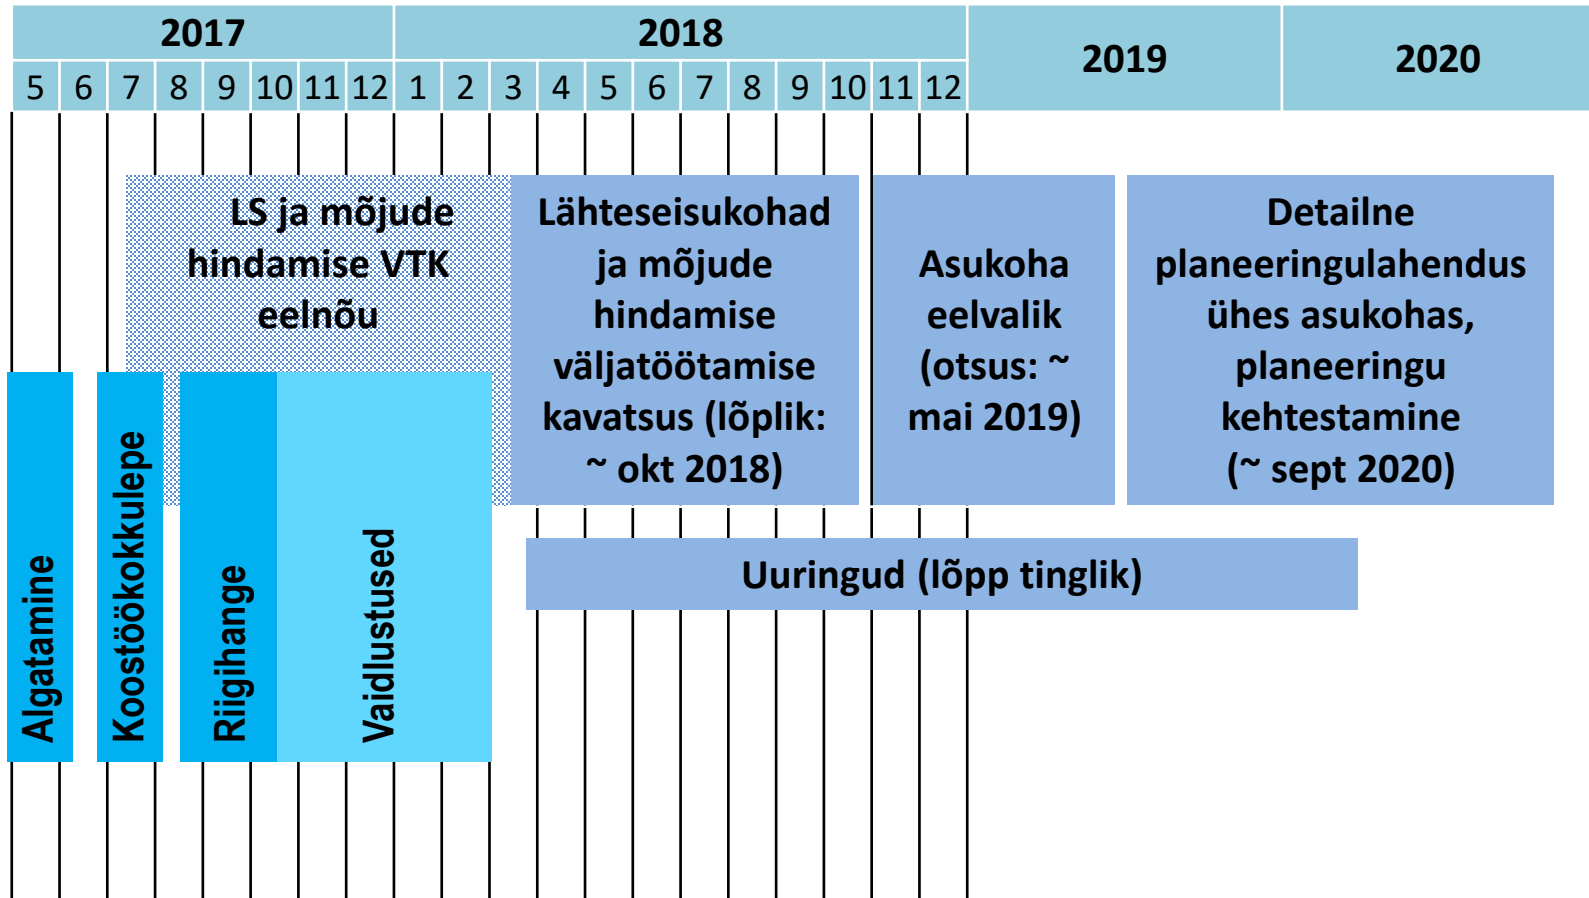 2017
2018
2019
2020
5 6 7 8 9 10 11 12 1 2 3 4 5 6 7 8 9 10 11 12
LS ja mõjude
hindamise VTK
eelnõu
Lähteseisukohad
ja mõjude
hindamise
väljatöötamise
kavatsus (lõplik:
~ okt 2018)
Asukoha
eelvalik
(otsus: ~
mai 2019)
Detailne
planeeringulahendus
ühes asukohas,
planeeringu
kehtestamine
(~ sept 2020)
Algatamine
Koostöökokkulepe
Riigihange
Vaidlustused
Uuringud (lõpp tinglik)